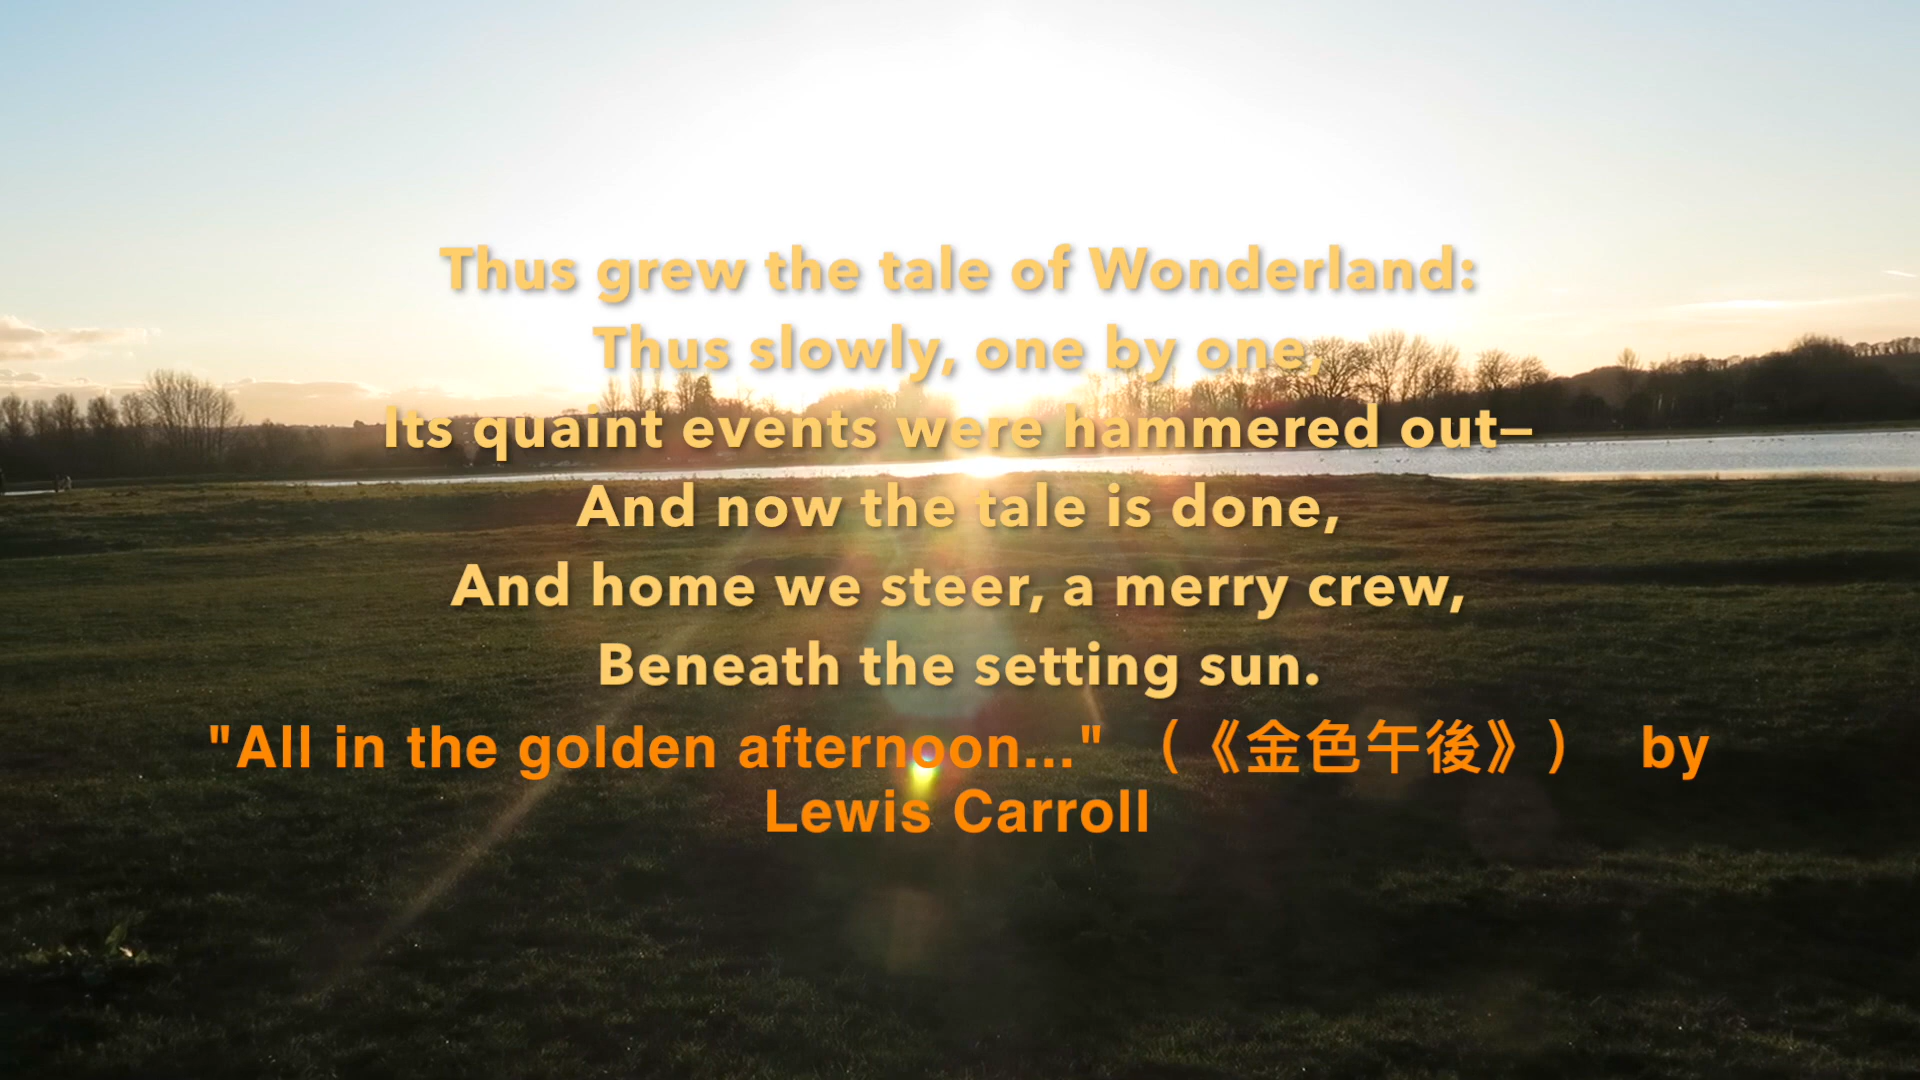 Thus grew the tale of Wonderland:
Thus slowly, one by one,
Its quaint events were hammered out—
And now the tale is done,
And home we steer, a merry crew,
Beneath the setting sun.
"All in the golden afternoon..." （《金色午後》） by
Lewis Carroll